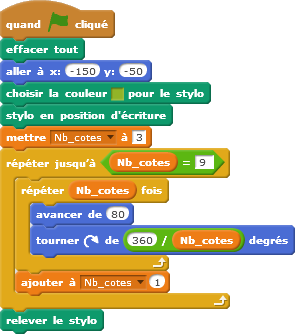 quand cliqué
effacer tout
aller à x: -150 y: -50
choisir la couleur pour le stylo
stylo en position d'écriture
mettre Nb_cotes à 3
répéter jusqu'à Nb_cotes = 9
répéter Nb_cotes fois
avancer de 80
tourner de 360 / Nb_cotes degrés
ajouter à Nb_cotes 1
relever le stylo